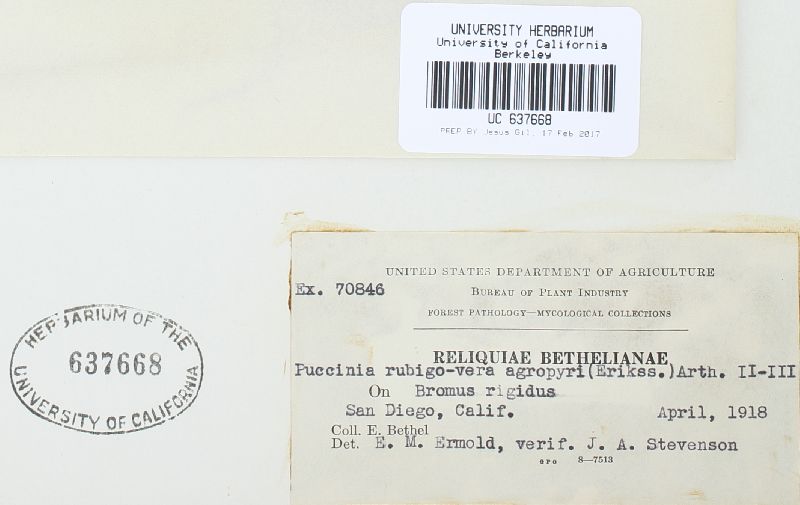 UNIVERSITY HERBARIUM
University of California
Berkeley
UC 637668
PREP BY Jesus Gil, 17 Feb 2017
HERBARIUM OF THE
637668
UNIVERSITY OF CALIFORNIA
UNITED STATES DEPARTMENT OF AGRICULTURE
Ex. 70846
BUREAU OF PLANT INDUSTRY
FOREST PATHOLOGY—MYCOLOGICAL COLLECTIONS
RELIQUIAE BETHELIANAE
Puccinia rubigo-vera agropyri(Erikss.)Arth. II-III
On Bromus rigidus
San Diego, Calif. April, 1918
Coll. E. Bethel
Det. E. M. Ermold, verif. J. A. Stevenson
GPO 8—7513